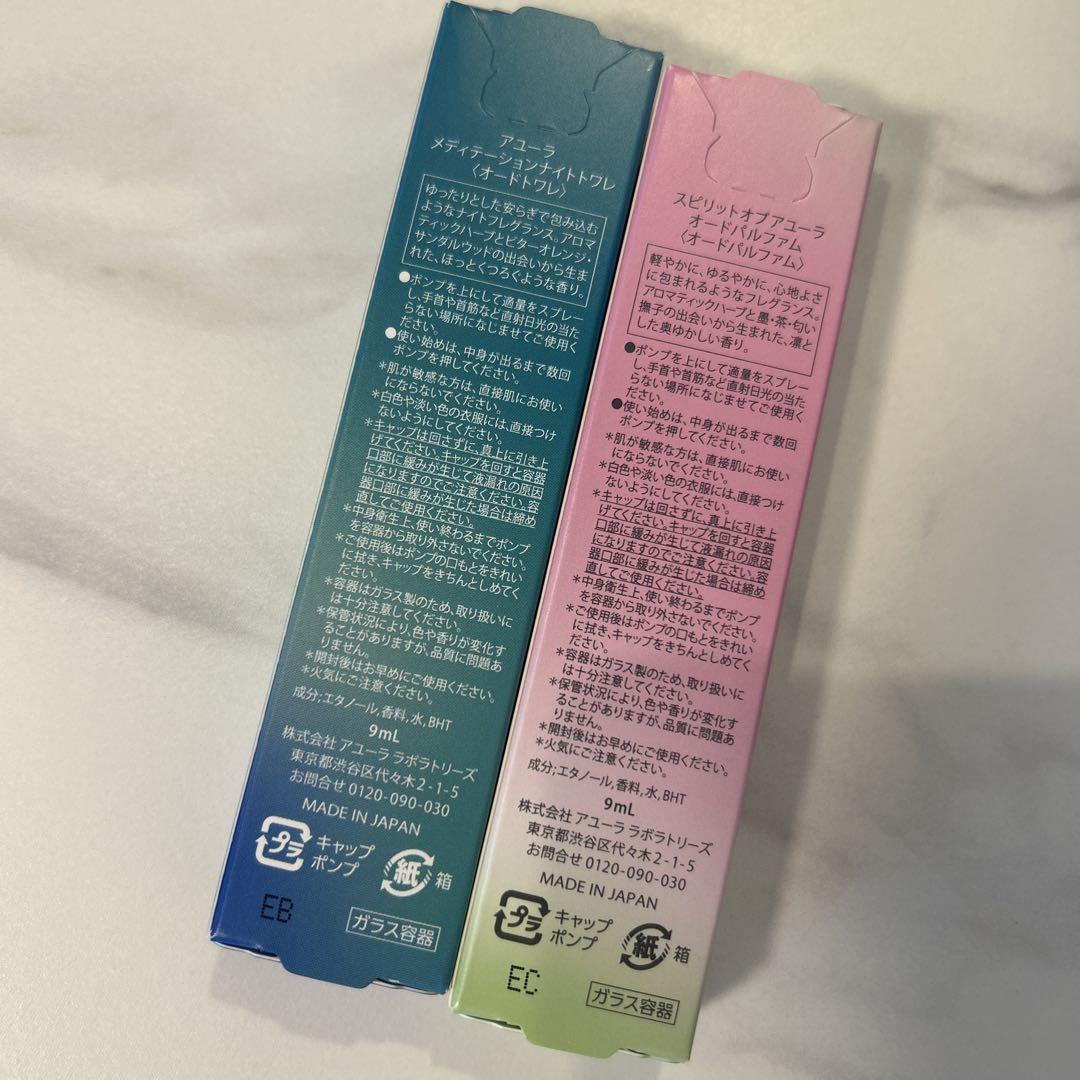 アユーラ
メディテーションナイトトワレ
〈オードトワレ〉
ゆったりとした安らぎで包み込む
ようなナイトフレグランス。アロマ
ティックハーブとビターオレンジ、
サンダルウッドの出会いから生ま
れた、ほっとくつろぐような香り。
●ポンプを上にして適量をスプレー
し、手首や首筋など直射日光の当た
らない場所になじませてご使用く
ださい。
●使い始めは、中身が出るまで数回
ポンプを押してください。
＊肌が敏感な方は、直接肌にお使い
にならないでください。
＊白色や淡い色の衣服には、直接つけ
ないようにしてください。
＊キャップは回さずに、真上に引き上
げてください。キャップを回すと容器
口部に緩みが生じて液漏れの原因
になりますのでご注意ください。容
器口部に緩みが生じた場合は締め
直してご使用ください。
＊中身衛生上、使い終わるまでポンプ
を容器から取り外さないでください。
＊ご使用後はポンプの口もとをきれい
に拭き、キャップをきちんとしめてく
ださい。
＊容器はガラス製のため、取り扱いに
は十分注意してください。
＊保管状況により、色や香りが変化す
ることがありますが、品質に問題あ
りません。
＊開封後はお早めにご使用ください。
＊火気にご注意ください。
成分;エタノール,香料,水,BHT
9mL
株式会社 アユーラ ラボラトリーズ
東京都渋谷区代々木2-1-5
お問合せ 0120-090-030
MADE IN JAPAN
プラ
キャップ
ポンプ
紙
箱
EB
ガラス容器
スピリットオブアユーラ
オードパルファム
〈オードパルファム〉
軽やかに、ゆるやかに、心地よさ
に包まれるようなフレグランス。
アロマティックハーブと墨・茶・匂い
撫子の出会いから生まれた、凛と
した奥ゆかしい香り。
●ポンプを上にして適量をスプレー
し、手首や首筋など直射日光の当た
らない場所になじませてご使用く
ださい。
●使い始めは、中身が出るまで数回
ポンプを押してください。
＊肌が敏感な方は、直接肌にお使い
にならないでください。
＊白色や淡い色の衣服には、直接つけ
ないようにしてください。
＊キャップは回さずに、真上に引き上
げてください。キャップを回すと容器
口部に緩みが生じて液漏れの原因
になりますのでご注意ください。容
器口部に緩みが生じた場合は締め
直してご使用ください。
＊中身衛生上、使い終わるまでポンプ
を容器から取り外さないでください。
＊ご使用後はポンプの口もとをきれい
に拭き、キャップをきちんとしめてく
ださい。
＊容器はガラス製のため、取り扱いに
は十分注意してください。
＊保管状況により、色や香りが変化す
ることがありますが、品質に問題あ
りません。
＊開封後はお早めにご使用ください。
＊火気にご注意ください。
成分;エタノール,香料,水,BHT
9mL
株式会社 アユーラ ラボラトリーズ
東京都渋谷区代々木2-1-5
お問合せ 0120-090-030
MADE IN JAPAN
プラ
キャップ
ポンプ
紙
箱
EC
ガラス容器